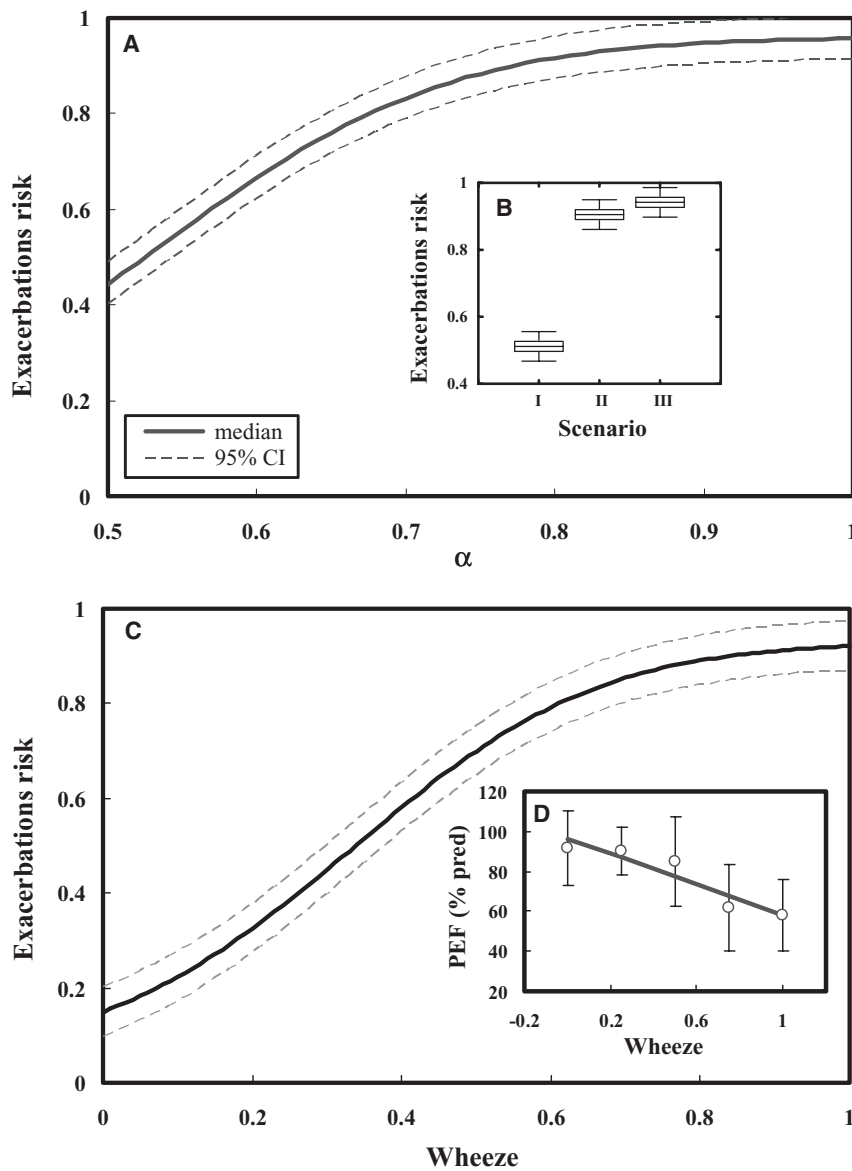 1
A
0.8
0.6
0.4
0.2
0
Exacerbations risk
median
95% CI
0.5
0.6
0.7
0.8
0.9
1
α
B
1
0.8
0.6
0.4
Exacerbations risk
I
II
III
Scenario
1
C
0.8
0.6
0.4
0.2
0
Exacerbations risk
0
0.2
0.4
0.6
0.8
1
Wheeze
D
120
100
80
60
40
20
PEF (% pred)
-0.2
0.2
0.6
1
Wheeze